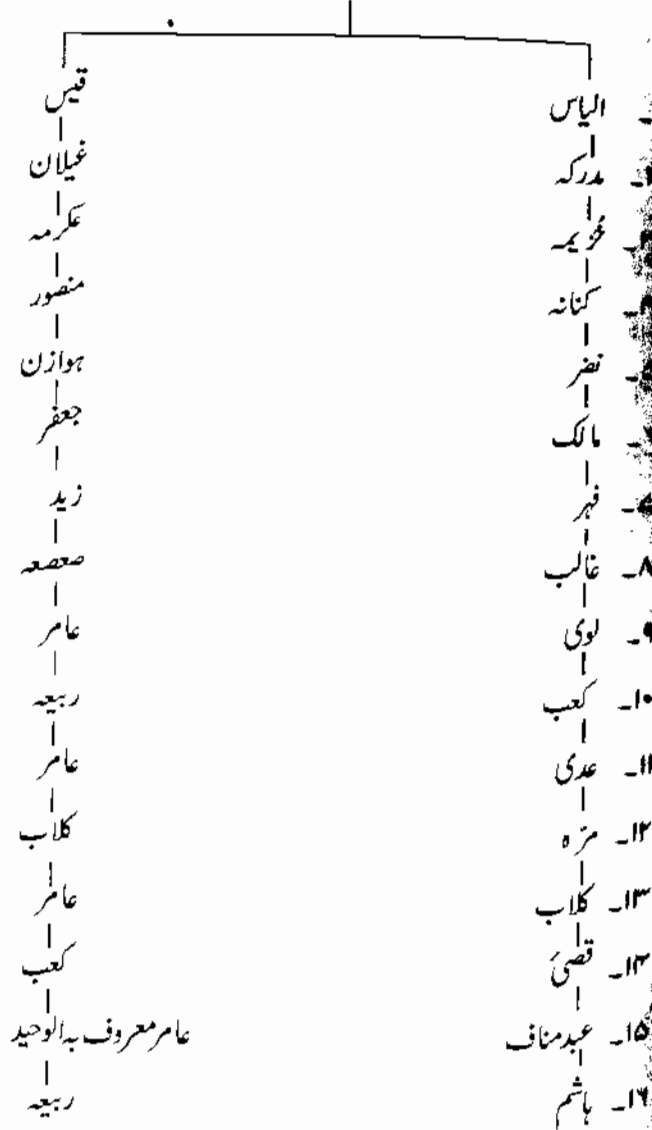 الیاس قیس
۲۔ مدرکہ غیلان
خزیمہ عکرمہ
کنانہ منصور
نضر ہوازن
مالک جعفر
فہر زید
۸۔ غالب صعصعہ
۹۔ لوی عامر
۱۰۔ کعب ربیعہ
۱۱۔ عدی عامر
۱۲۔ مرّہ کلاب
۱۳۔ کلاب عامر
۱۴۔ قصیٰ کعب
۱۵۔ عبدمناف عامر معروف بہ الوحید
۱۶۔ ہاشم ربیعہ